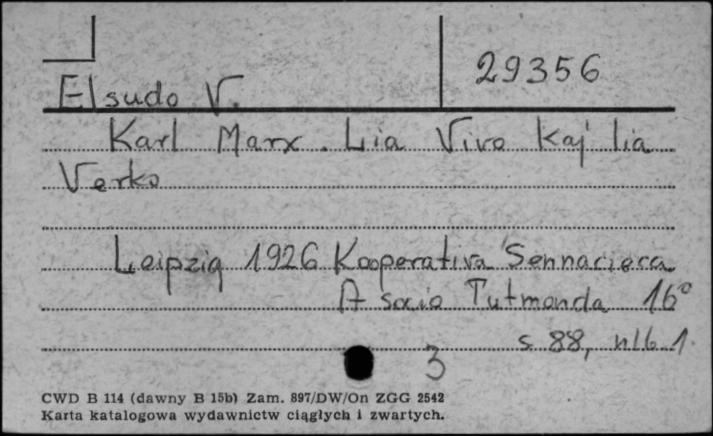 29356
Elsudo V.
Karl Marx. Lia Vivo kaj lia
Verko
Leipzig 1926 Kooperativa Sennacieca
A socio Tutmonda 16°
s 88, nlb 1.
3
CWD B 114 (dawny B 15b) Zam. 897/DW/On ZGG 2542
Karta katalogowa wydawnictw ciągłych i zwartych.